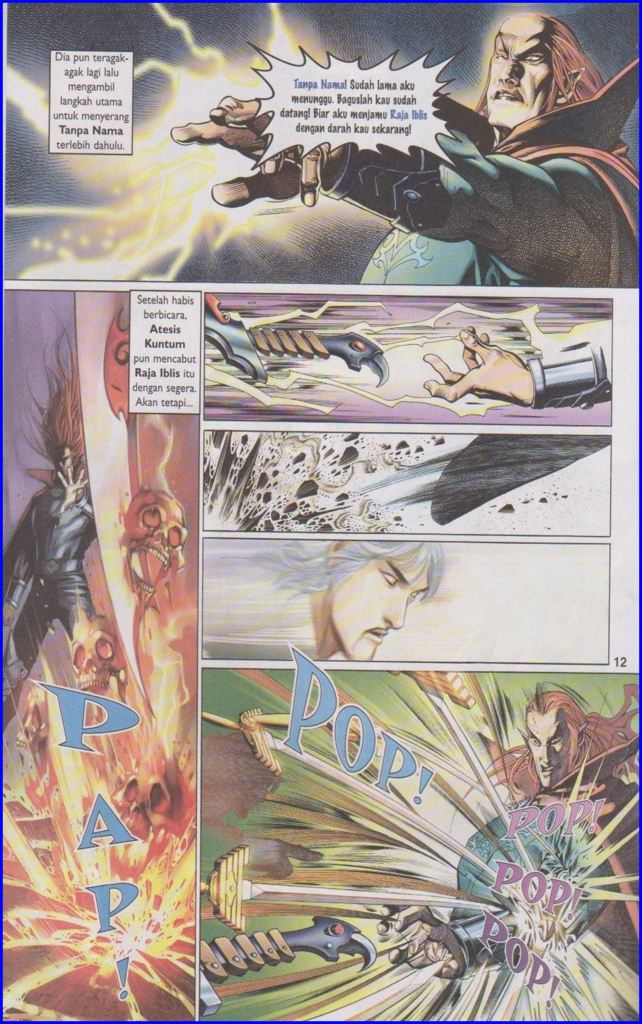 Dia pun teragak-
agak lagi lalu
mengambil
langkah utama
untuk menyerang
Tanpa Nama
terlebih dahulu.
Tanpa Nama! Sudah lama aku
menunggu. Baguslah kau sudah
datang! Biar aku menjamu Raja Iblis
dengan darah kau sekarang!
Setelah habis
berbicara,
Atesis
Kuntum
pun mencabut
Raja Iblis itu
dengan segera.
Akan tetapi...
12
PAP!
POP!
POP!
POP!
POP!